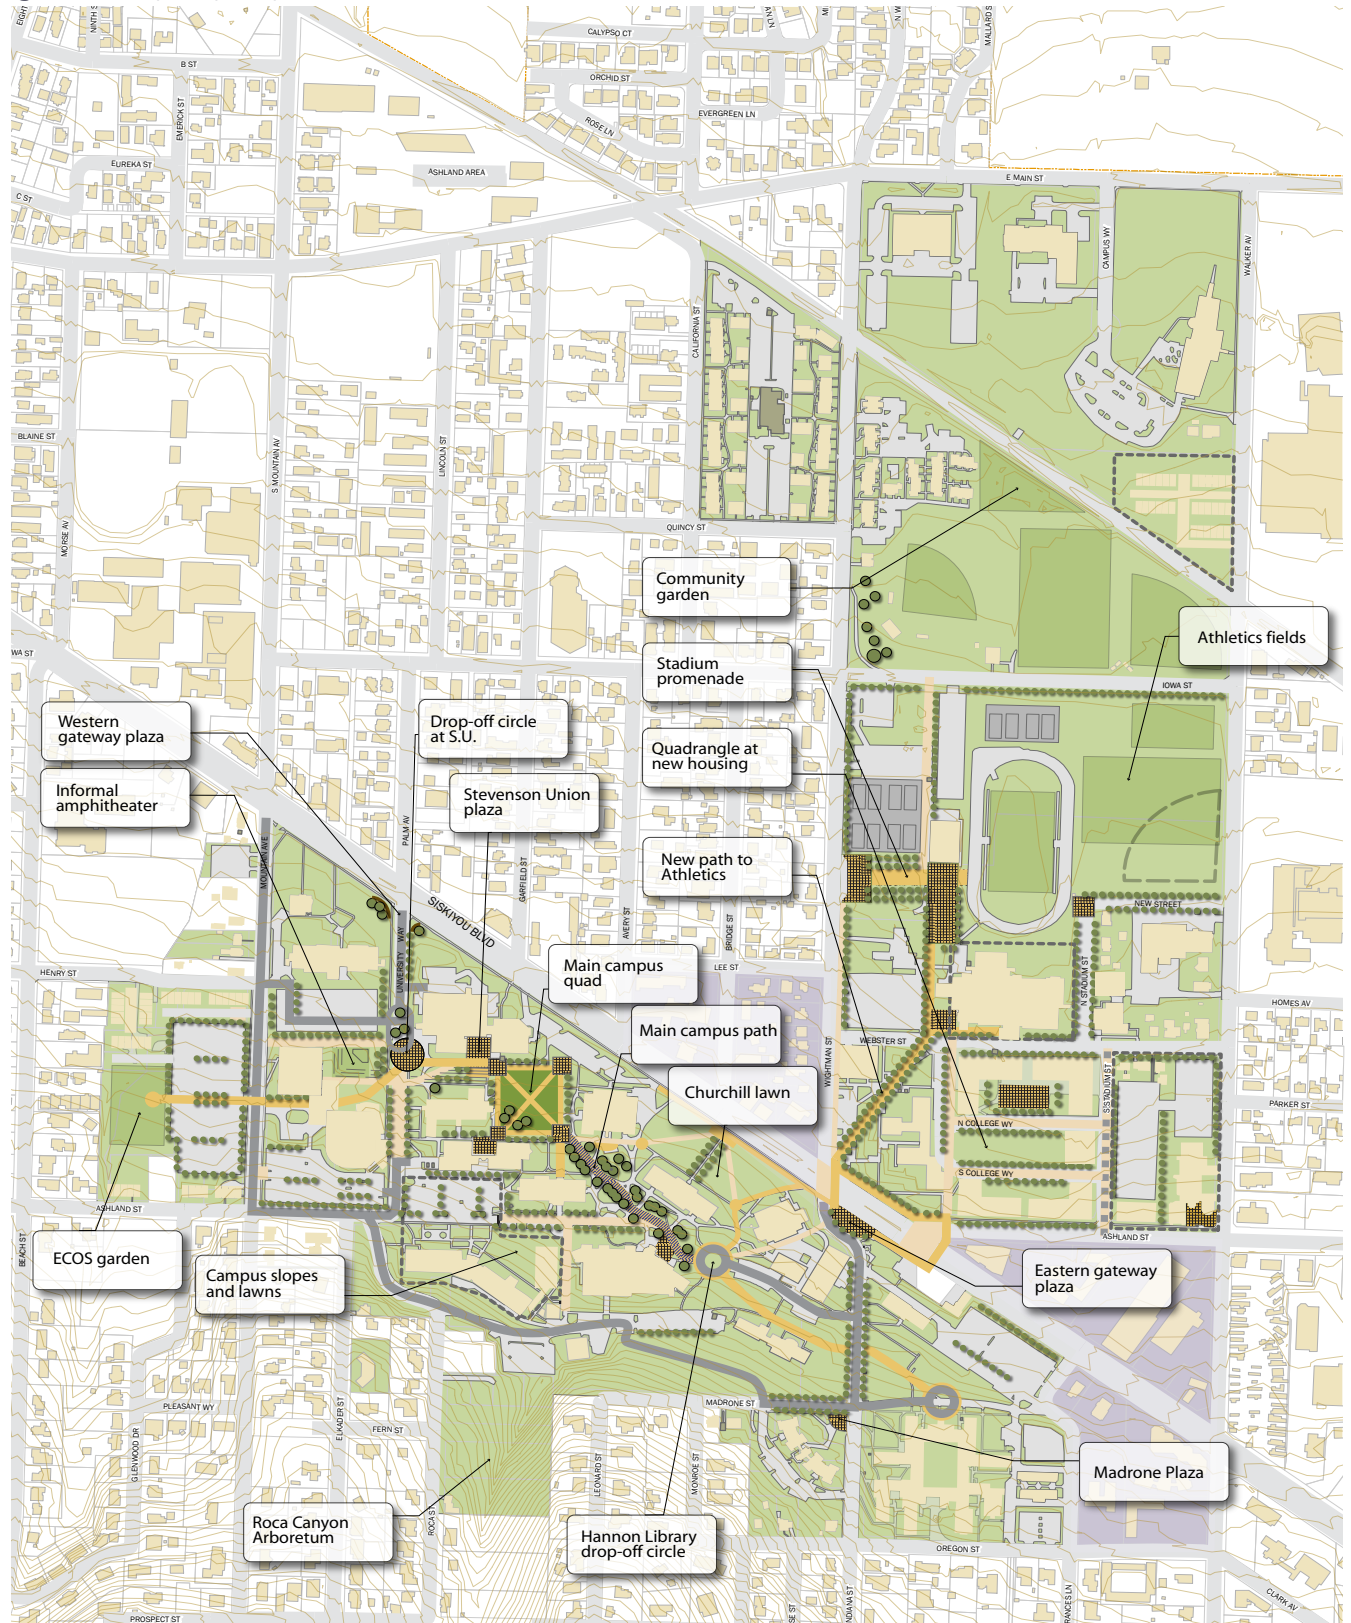 CALYPSO CT
B ST
ORCHID ST
EMERICK ST
EVERGREEN LN
ROSE LN
EUREKA ST
ASHLAND AREA
E MAIN ST
C ST
CAMPUS WY
WALKER AV
CALIFORNIA ST
BLAINE ST
S MOUNTAIN AV
LINCOLN ST
MORSE AV
QUINCY ST
Community
garden
Athletics fields
Stadium
promenade
IOWA ST
Western
gateway plaza
Drop-off circle
at S.U.
Quadrangle at
new housing
Informal
amphitheater
Stevenson Union
plaza
MOUNTAIN AVE
PALM AV
GARFIELD ST
New path to
Athletics
SISKIYOU BLVD
AVERY ST
BRIDGE ST
NEW STREET
UNIVERSITY WAY
Main campus
quad
LEE ST
HENRY ST
N STADIUM ST
HOMES AV
Main campus path
WIGHTMAN ST
WEBSTER ST
Churchill lawn
S STADIUM ST
PARKER ST
N COLLEGE WY
S COLLEGE WY
ASHLAND ST
ASHLAND ST
BEACH ST
ECOS garden
Campus slopes
and lawns
Eastern gateway
plaza
PLEASANT WY
ELKADER ST
FERN ST
GLENWOOD DR
MADRONE ST
LEONARD ST
MONROE ST
Madrone Plaza
ROCA ST
Roca Canyon
Arboretum
Hannon Library
drop-off circle
OREGON ST
CLARK AV
PROSPECT ST